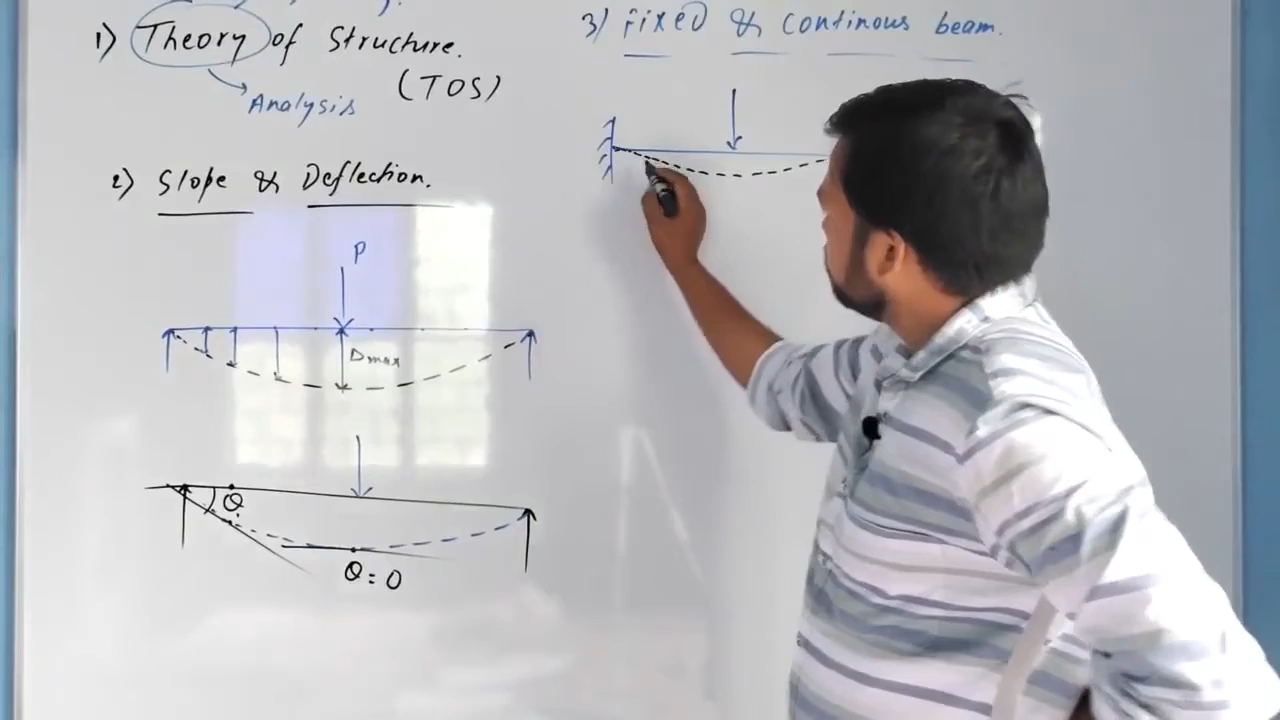 1) Theory of Structure.
(TOS)
Analysis
2) Slope & Deflection.
P
Dmax
θ
θ = 0
3) Fixed & Continous beam.